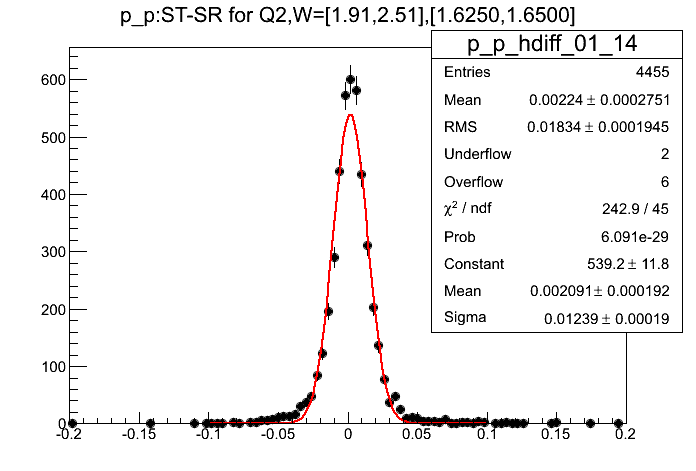 p_p:ST-SR for Q2,W=[1.91,2.51],[1.6250,1.6500]
p_p_hdiff_01_14
Entries 4455
Mean 0.00224 ± 0.0002751
RMS 0.01834 ± 0.0001945
Underflow 2
Overflow 6
χ² / ndf 242.9 / 45
Prob 6.091e-29
Constant 539.2 ± 11.8
Mean 0.002091 ± 0.000192
Sigma 0.01239 ± 0.00019
600
500
400
300
200
100
0
-0.2 -0.15 -0.1 -0.05 0 0.05 0.1 0.15 0.2